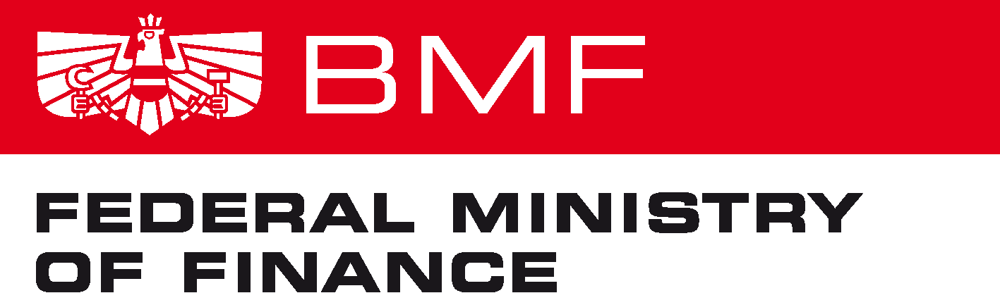 BMF
FEDERAL MINISTRY
OF FINANCE